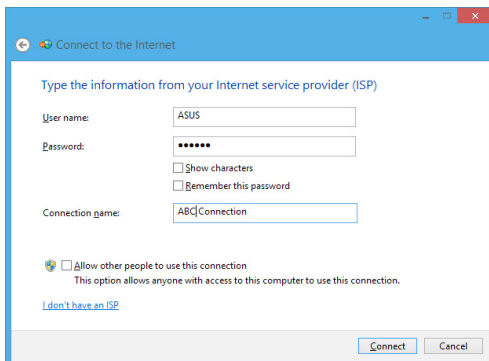 Connect to the Internet
Type the information from your Internet service provider (ISP)
User name:
ASUS
Password:
••••••
Show characters
Remember this password
Connection name:
ABC Connection
Allow other people to use this connection
This option allows anyone with access to this computer to use this connection.
I don't have an ISP
Connect
Cancel